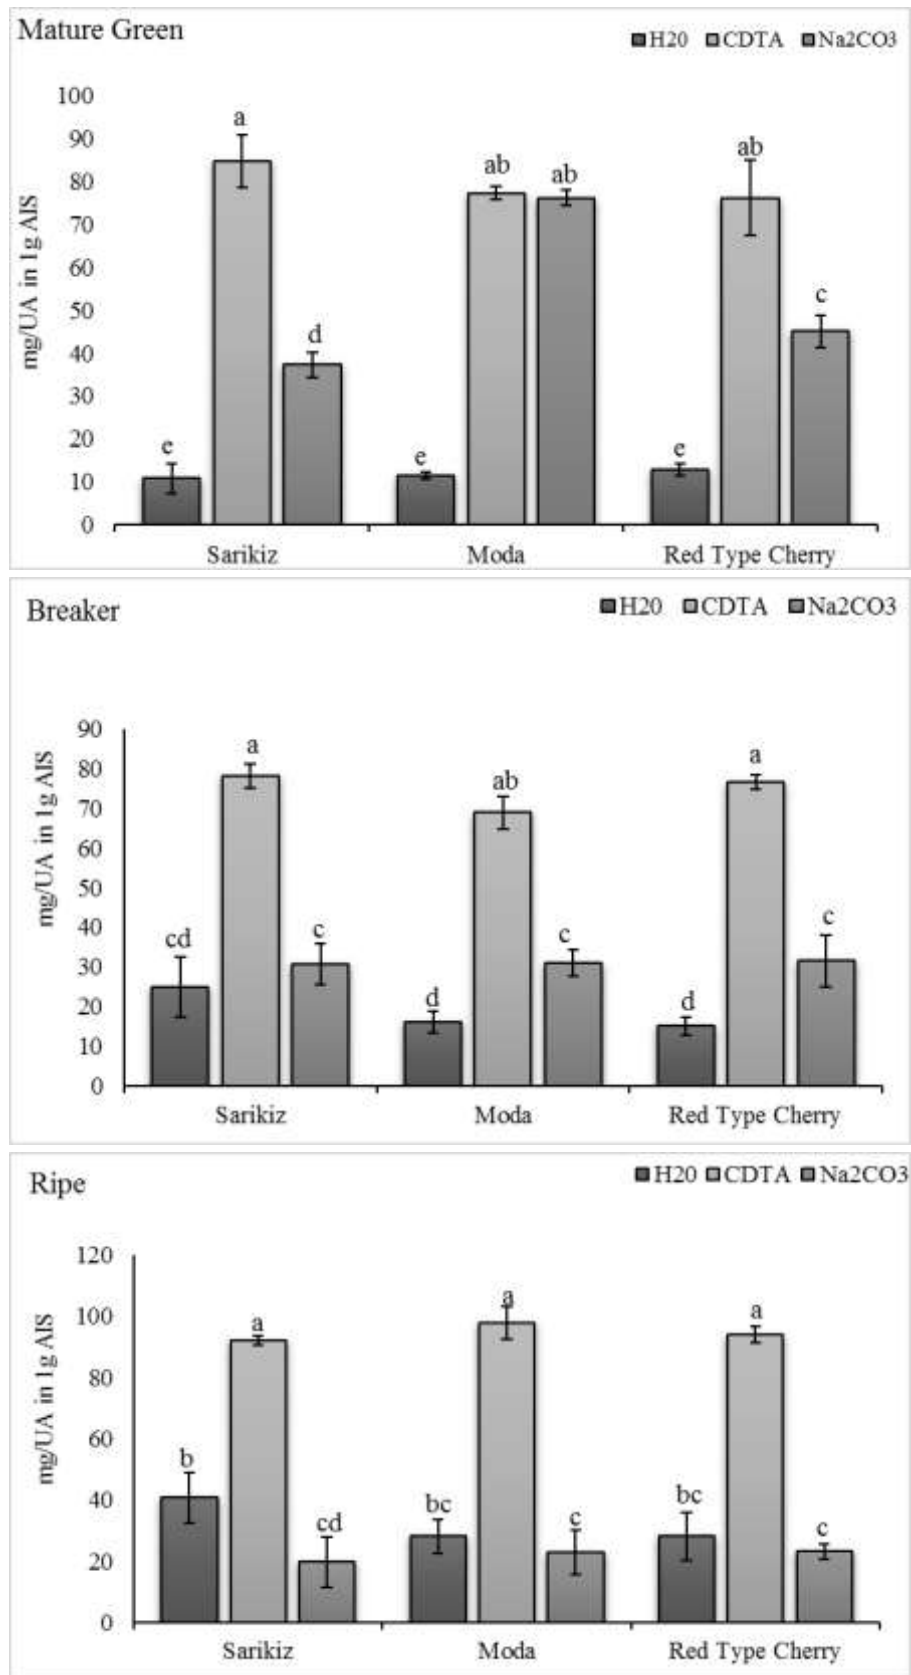 Mature Green
H20 CDTA Na2CO3
mg/UA in 1g AIS
100
90
80
70
60
50
40
30
20
10
0
a
ab
ab
ab
c
d
e
e
e
Sarikiz Moda Red Type Cherry
Breaker
H20 CDTA Na2CO3
mg/UA in 1g AIS
90
80
70
60
50
40
30
20
10
0
a
ab
a
cd
c
d
c
d
c
Sarikiz Moda Red Type Cherry
Ripe
H20 CDTA Na2CO3
mg/UA in 1g AIS
120
100
80
60
40
20
0
a
a
a
b
cd
bc
c
bc
c
Sarikiz Moda Red Type Cherry